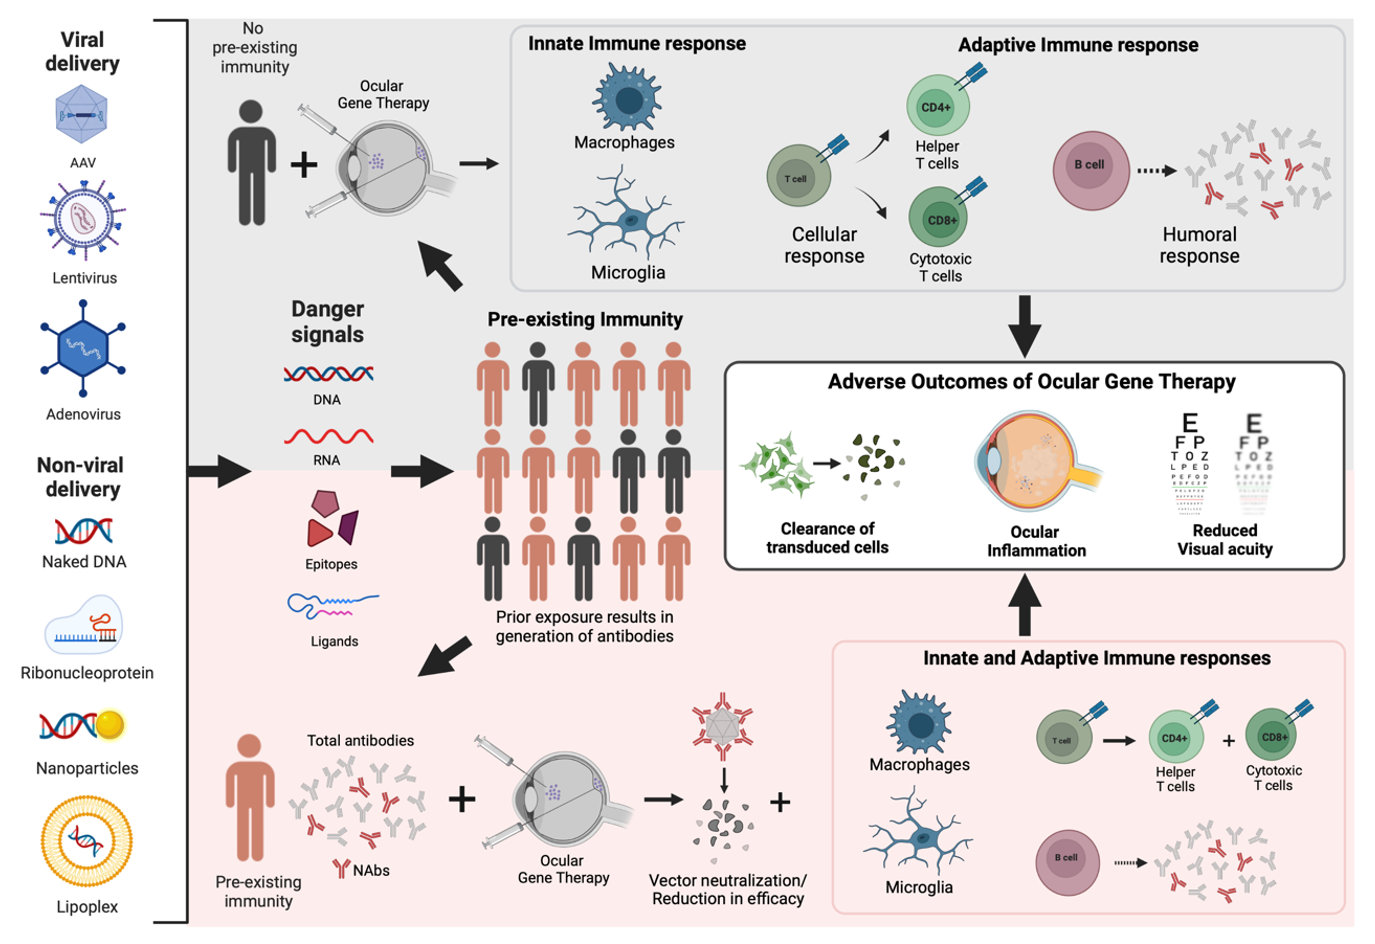 Viral
delivery
AAV
Lentivirus
Adenovirus
Non-viral
delivery
Naked DNA
Ribonucleoprotein
Nanoparticles
Lipoplex
No
pre-existing
immunity
Ocular
Gene Therapy
Innate Immune response
Macrophages
Microglia
Adaptive Immune response
T cell
CD4+
Helper
T cells
CD8+
Cytotoxic
T cells
Cellular
response
B cell
Humoral
response
Danger
signals
DNA
RNA
Epitopes
Ligands
Pre-existing Immunity
Prior exposure results in
generation of antibodies
Adverse Outcomes of Ocular Gene Therapy
Clearance of
transduced cells
Ocular
Inflammation
E
F P
T O Z
L P E D
P E F O D
E
F P
T O Z
L P E D
Reduced
Visual acuity
Pre-existing
immunity
Total antibodies
NAbs
Ocular
Gene Therapy
Vector neutralization/
Reduction in efficacy
Innate and Adaptive Immune responses
Macrophages
Microglia
T cell
CD4+
Helper
T cells
CD8+
Cytotoxic
T cells
B cell